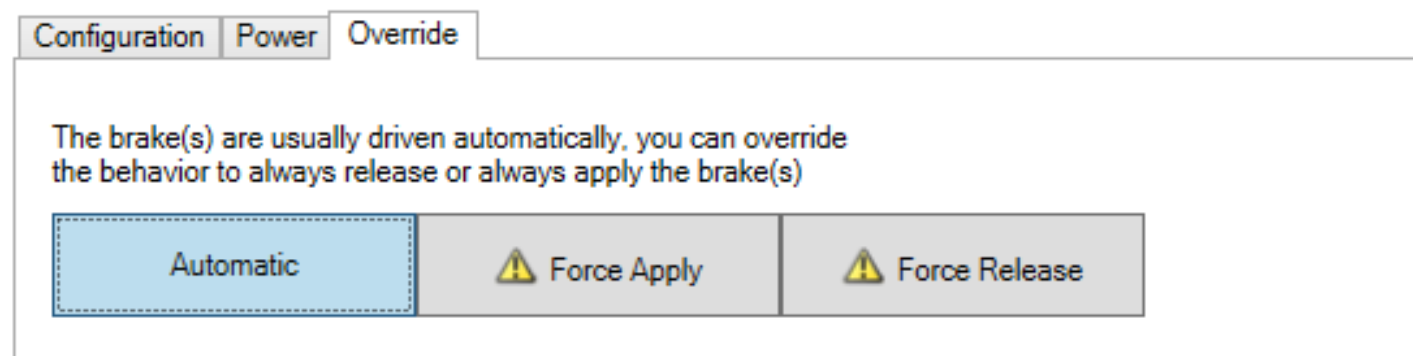 Configuration Power Override
The brake(s) are usually driven automatically, you can override
the behavior to always release or always apply the brake(s)
Automatic Force Apply Force Release